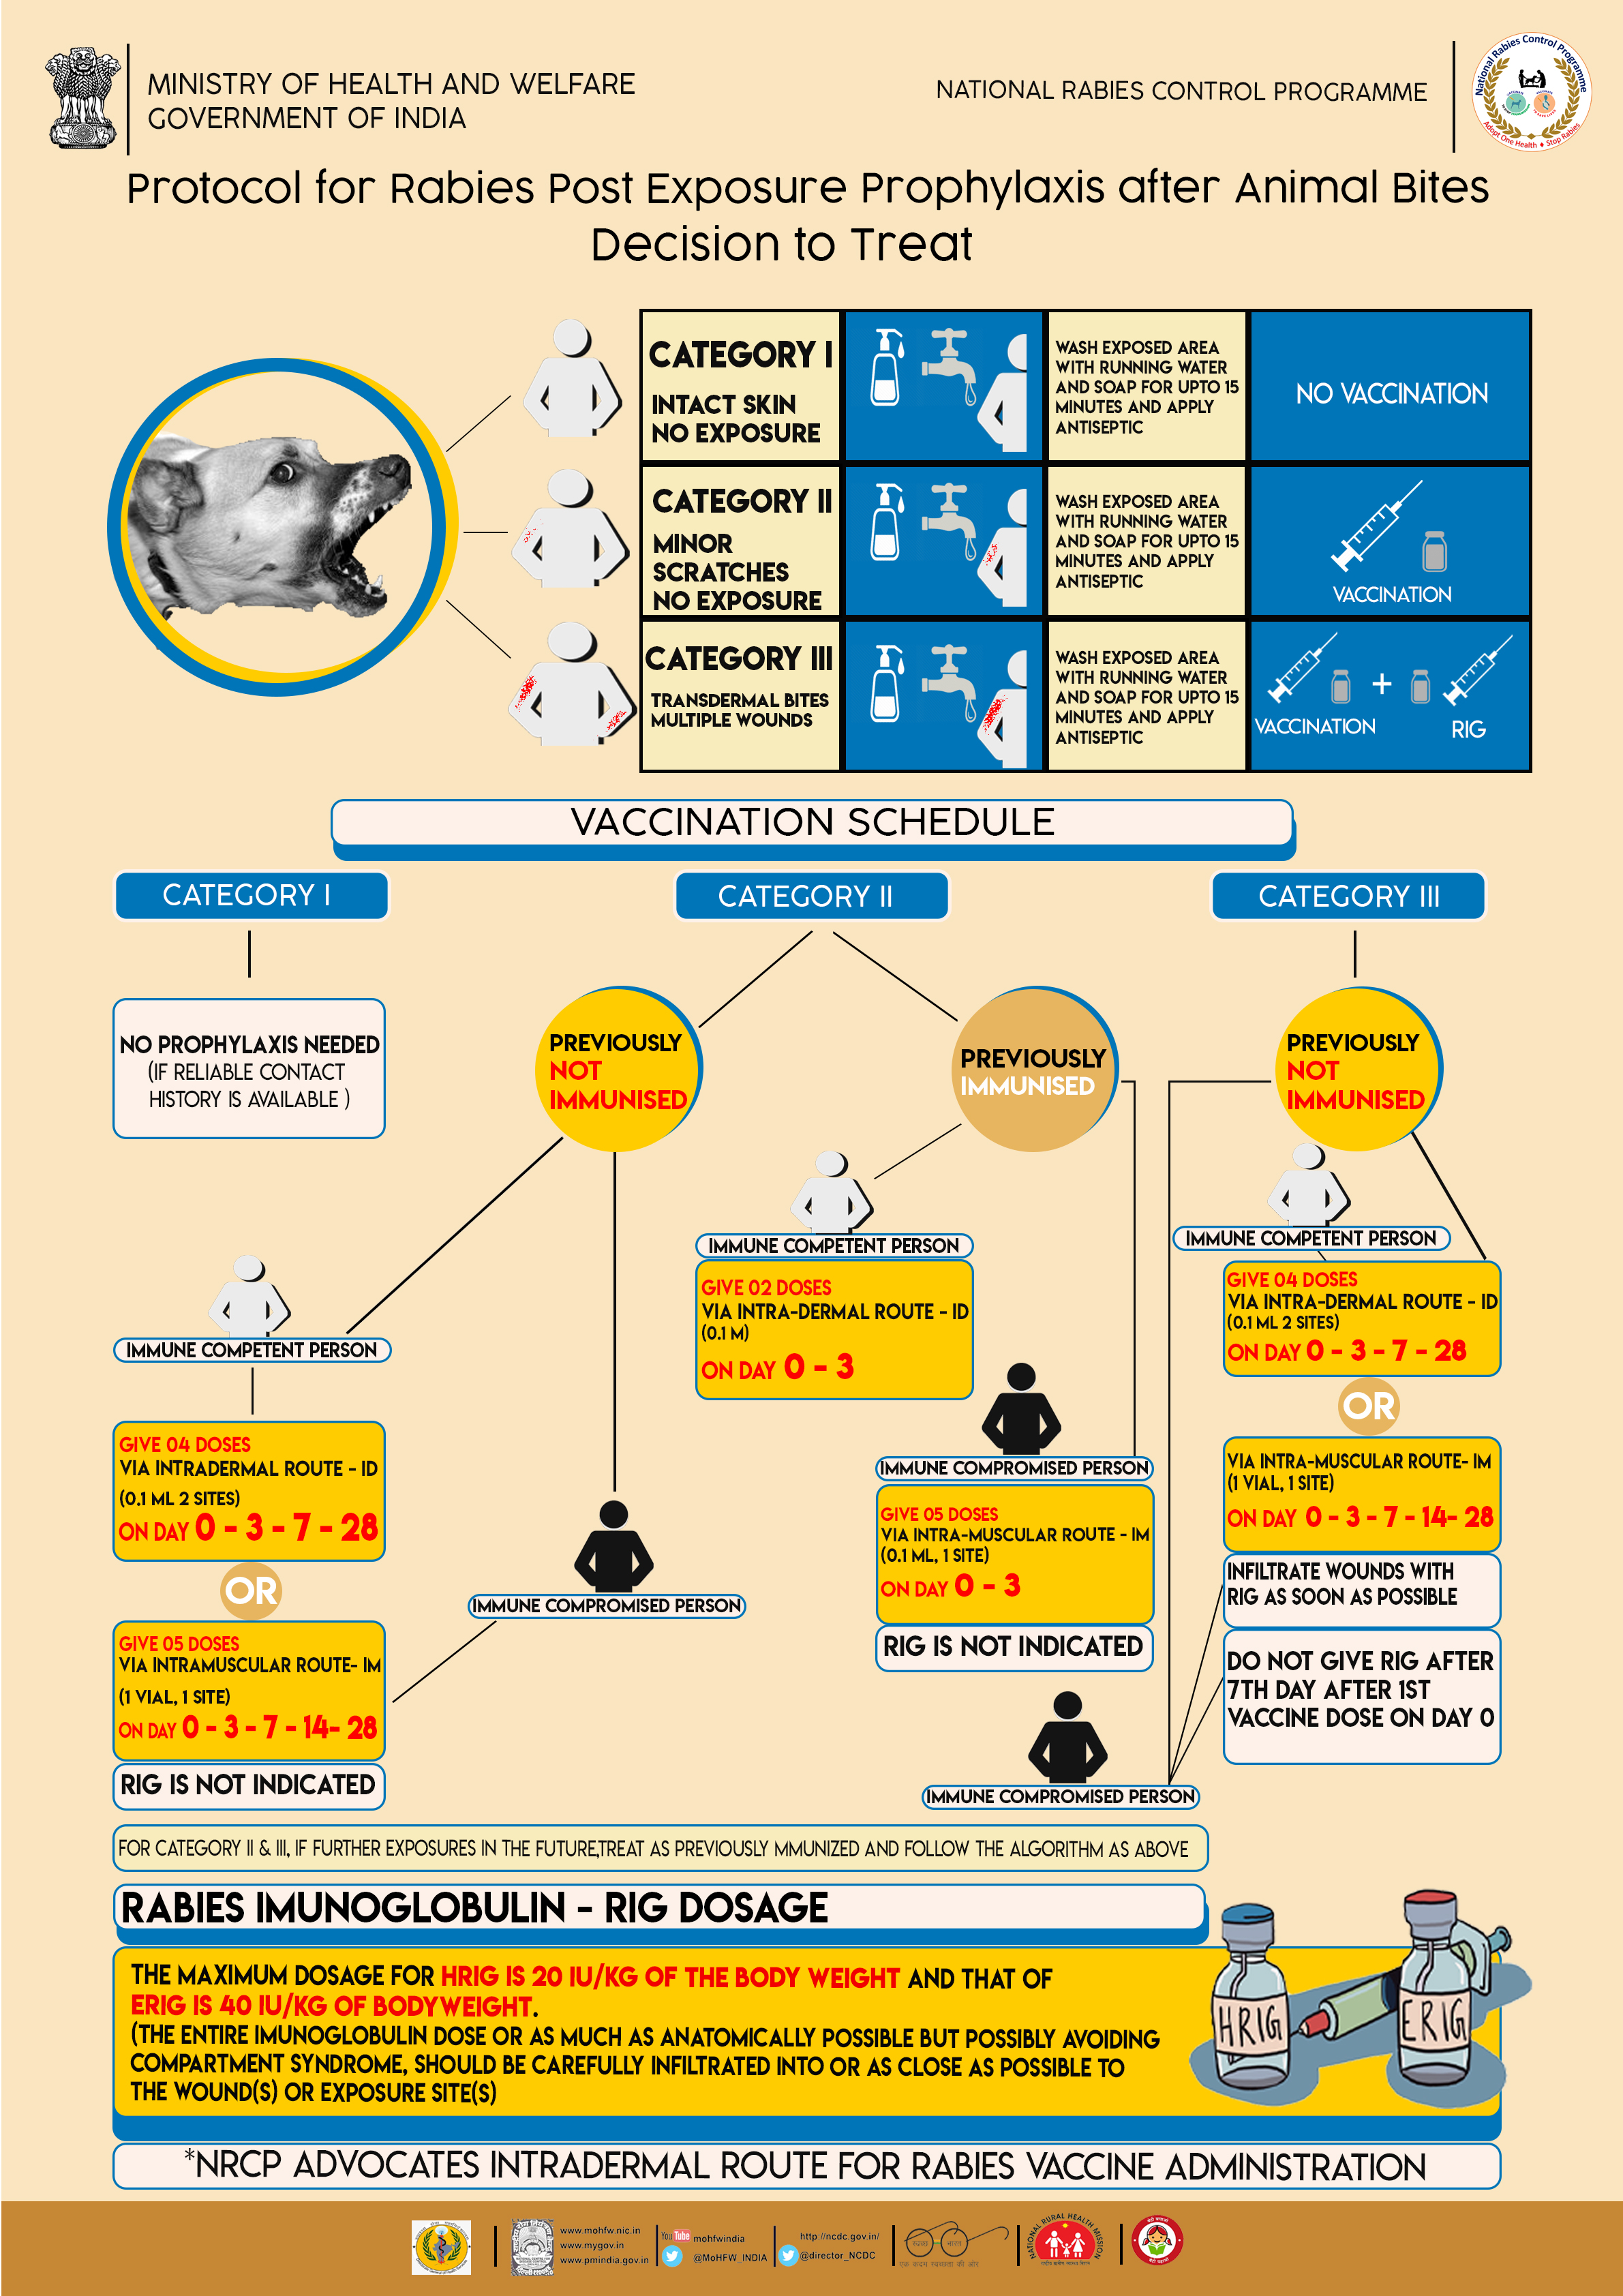 MINISTRY OF HEALTH AND WELFARE
GOVERNMENT OF INDIA
NATIONAL RABIES CONTROL PROGRAMME
National Rabies Control Programme
Adopt One Health ♦ Stop Rabies
Protocol for Rabies Post Exposure Prophylaxis after Animal Bites
Decision to Treat
CATEGORY I
INTACT SKIN
NO EXPOSURE
WASH EXPOSED AREA
WITH RUNNING WATER
AND SOAP FOR UPTO 15
MINUTES AND APPLY
ANTISEPTIC
NO VACCINATION
CATEGORY II
MINOR
SCRATCHES
NO EXPOSURE
WASH EXPOSED AREA
WITH RUNNING WATER
AND SOAP FOR UPTO 15
MINUTES AND APPLY
ANTISEPTIC
VACCINATION
CATEGORY III
TRANSDERMAL BITES
MULTIPLE WOUNDS
WASH EXPOSED AREA
WITH RUNNING WATER
AND SOAP FOR UPTO 15
MINUTES AND APPLY
ANTISEPTIC
VACCINATION
+
RIG
VACCINATION SCHEDULE
CATEGORY I
NO PROPHYLAXIS NEEDED
(IF RELIABLE CONTACT
HISTORY IS AVAILABLE )
CATEGORY II
PREVIOUSLY
NOT
IMMUNISED
IMMUNE COMPETENT PERSON
GIVE 04 DOSES
VIA INTRADERMAL ROUTE - ID
(0.1 ML 2 SITES)
ON DAY 0 - 3 - 7 - 28
OR
GIVE 05 DOSES
VIA INTRAMUSCULAR ROUTE- IM
(1 VIAL, 1 SITE)
ON DAY 0 - 3 - 7 - 14- 28
RIG IS NOT INDICATED
IMMUNE COMPROMISED PERSON
PREVIOUSLY
IMMUNISED
IMMUNE COMPETENT PERSON
GIVE 02 DOSES
VIA INTRA-DERMAL ROUTE - ID
(0.1 M)
ON DAY 0 - 3
IMMUNE COMPROMISED PERSON
GIVE 05 DOSES
VIA INTRA-MUSCULAR ROUTE - IM
(0.1 ML, 1 SITE)
ON DAY 0 - 3
RIG IS NOT INDICATED
CATEGORY III
PREVIOUSLY
NOT
IMMUNISED
IMMUNE COMPETENT PERSON
GIVE 04 DOSES
VIA INTRA-DERMAL ROUTE - ID
(0.1 ML 2 SITES)
ON DAY 0 - 3 - 7 - 28
OR
VIA INTRA-MUSCULAR ROUTE- IM
(1 VIAL, 1 SITE)
ON DAY 0 - 3 - 7 - 14- 28
INFILTRATE WOUNDS WITH
RIG AS SOON AS POSSIBLE
DO NOT GIVE RIG AFTER
7TH DAY AFTER 1ST
VACCINE DOSE ON DAY 0
IMMUNE COMPROMISED PERSON
FOR CATEGORY II & III, IF FURTHER EXPOSURES IN THE FUTURE,TREAT AS PREVIOUSLY MMUNIZED AND FOLLOW THE ALGORITHM AS ABOVE
RABIES IMUNOGLOBULIN - RIG DOSAGE
THE MAXIMUM DOSAGE FOR HRIG IS 20 IU/KG OF THE BODY WEIGHT AND THAT OF
ERIG IS 40 IU/KG OF BODYWEIGHT.
(THE ENTIRE IMUNOGLOBULIN DOSE OR AS MUCH AS ANATOMICALLY POSSIBLE BUT POSSIBLY AVOIDING
COMPARTMENT SYNDROME, SHOULD BE CAREFULLY INFILTRATED INTO OR AS CLOSE AS POSSIBLE TO
THE WOUND(S) OR EXPOSURE SITE(S)
HRIG
ERIG
*NRCP ADVOCATES INTRADERMAL ROUTE FOR RABIES VACCINE ADMINISTRATION
www.mohfw.nic.in
www.mygov.in
www.pmindia.gov.in
You Tube mohfwindia
@MoHFW_INDIA
http://ncdc.gov.in/
@director_NCDC
स्वच्छ भारत
एक कदम स्वच्छता की ओर
NATIONAL RURAL HEALTH MISSION